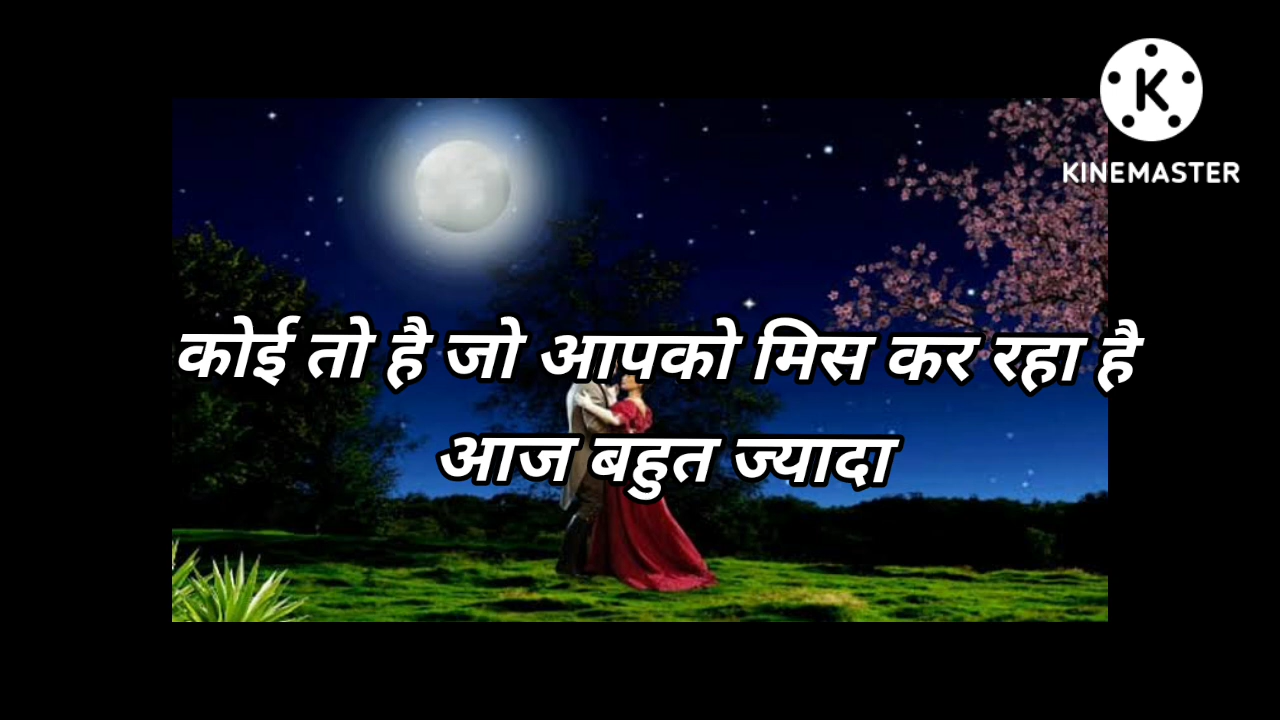 K
KINEMASTER
कोई तो है जो आपको मिस कर रहा है
आज बहुत ज्यादा